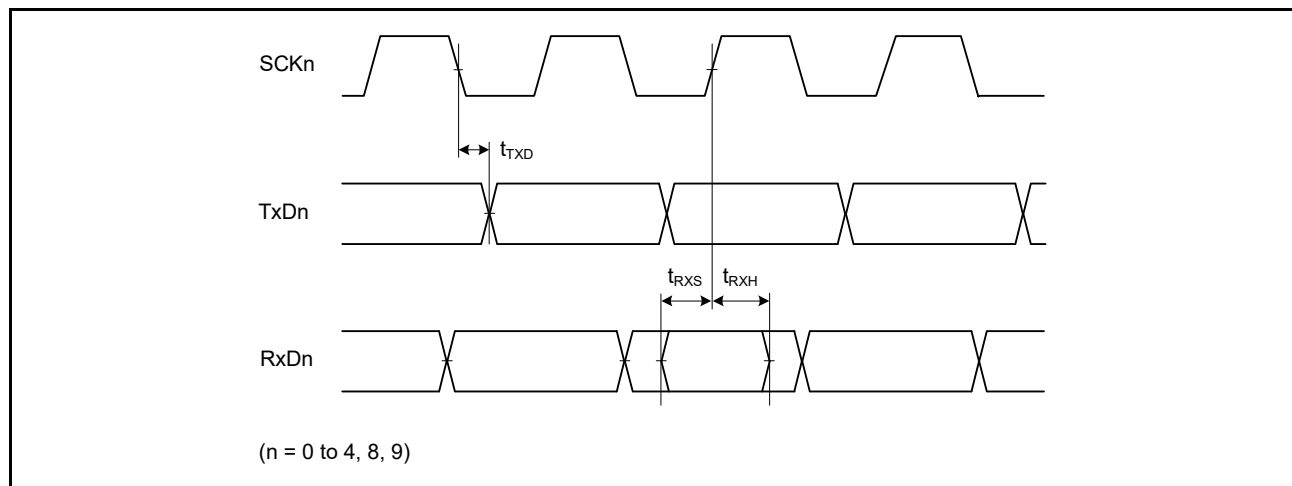 SCKn
tTXD
TxDn
tRXS tRXH
RxDn
(n = 0 to 4, 8, 9)